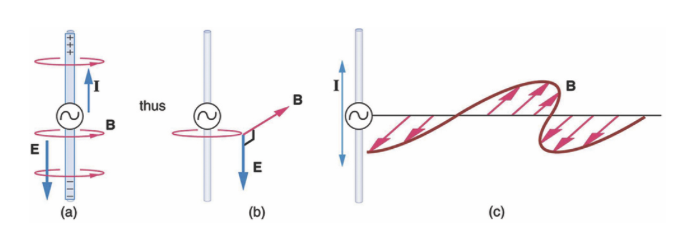 + + +
+ + +
I
B
E
– –
(a)
thus
B
E
(b)
I
B
(c)